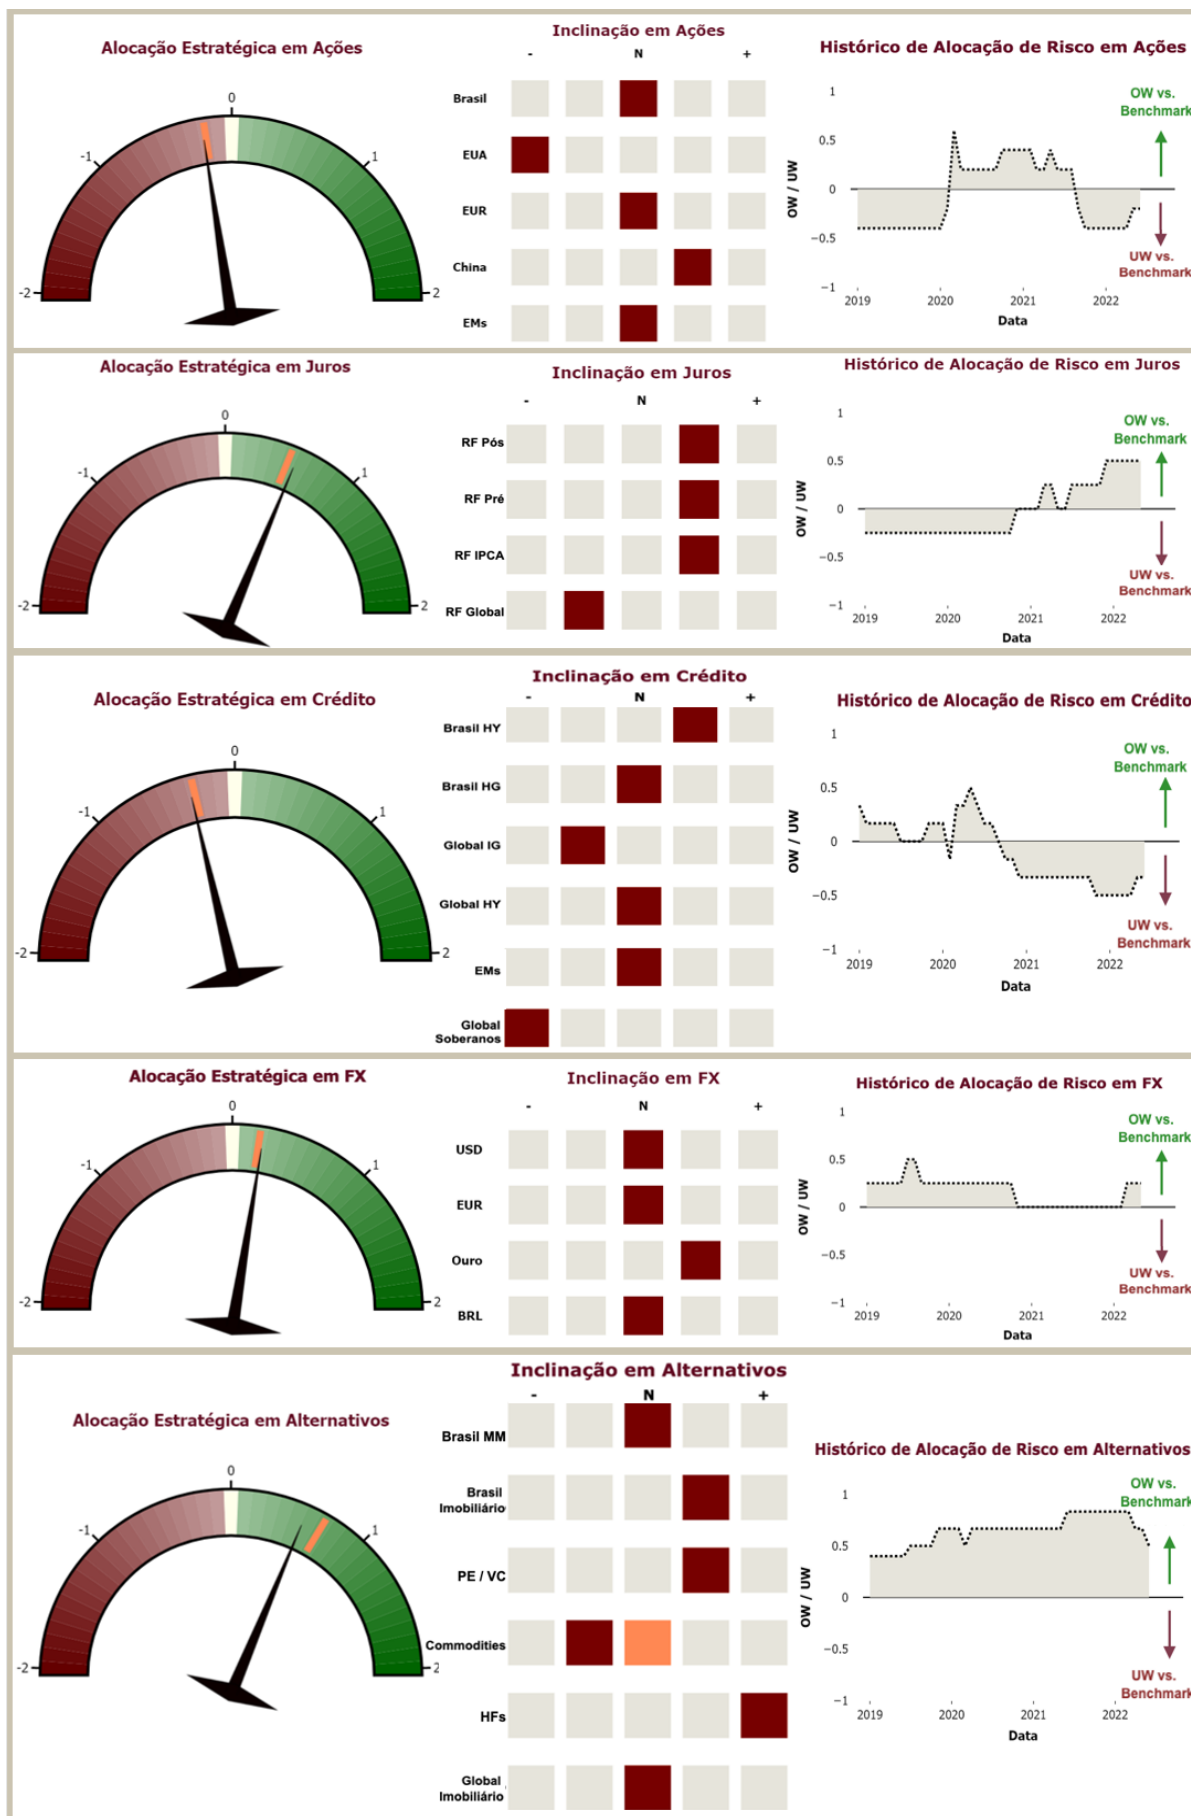 Alocação Estratégica em Ações
0
-1
1
-2
2
Inclinação em Ações
- N +
Brasil
EUA
EUR
China
EMs
Histórico de Alocação de Risco em Ações
OW vs.
Benchmark
1
0.5
0
−0.5
−1
OW / UW
UW vs.
Benchmark
2019 2020 2021 2022
Data
Alocação Estratégica em Juros
0
-1
1
-2
2
Inclinação em Juros
- N +
RF Pós
RF Pré
RF IPCA
RF Global
Histórico de Alocação de Risco em Juros
OW vs.
Benchmark
1
0.5
0
−0.5
−1
OW / UW
UW vs.
Benchmark
2019 2020 2021 2022
Data
Alocação Estratégica em Crédito
0
-1
1
-2
2
Inclinação em Crédito
- N +
Brasil HY
Brasil HG
Global IG
Global HY
EMs
Global
Soberanos
Histórico de Alocação de Risco em Crédito
OW vs.
Benchmark
1
0.5
0
−0.5
−1
OW / UW
UW vs.
Benchmark
2019 2020 2021 2022
Data
Alocação Estratégica em FX
0
-1
1
-2
2
Inclinação em FX
- N +
USD
EUR
Ouro
BRL
Histórico de Alocação de Risco em FX
OW vs.
Benchmark
1
0.5
0
−0.5
−1
OW / UW
UW vs.
Benchmark
2019 2020 2021 2022
Data
Alocação Estratégica em Alternativos
0
-1
1
-2
2
Inclinação em Alternativos
- N +
Brasil MM
Brasil
Imobiliário
PE / VC
Commodities
HFs
Global
Imobiliário
Histórico de Alocação de Risco em Alternativos
OW vs.
Benchmark
1
0.5
0
−0.5
−1
OW / UW
UW vs.
Benchmark
2019 2020 2021 2022
Data